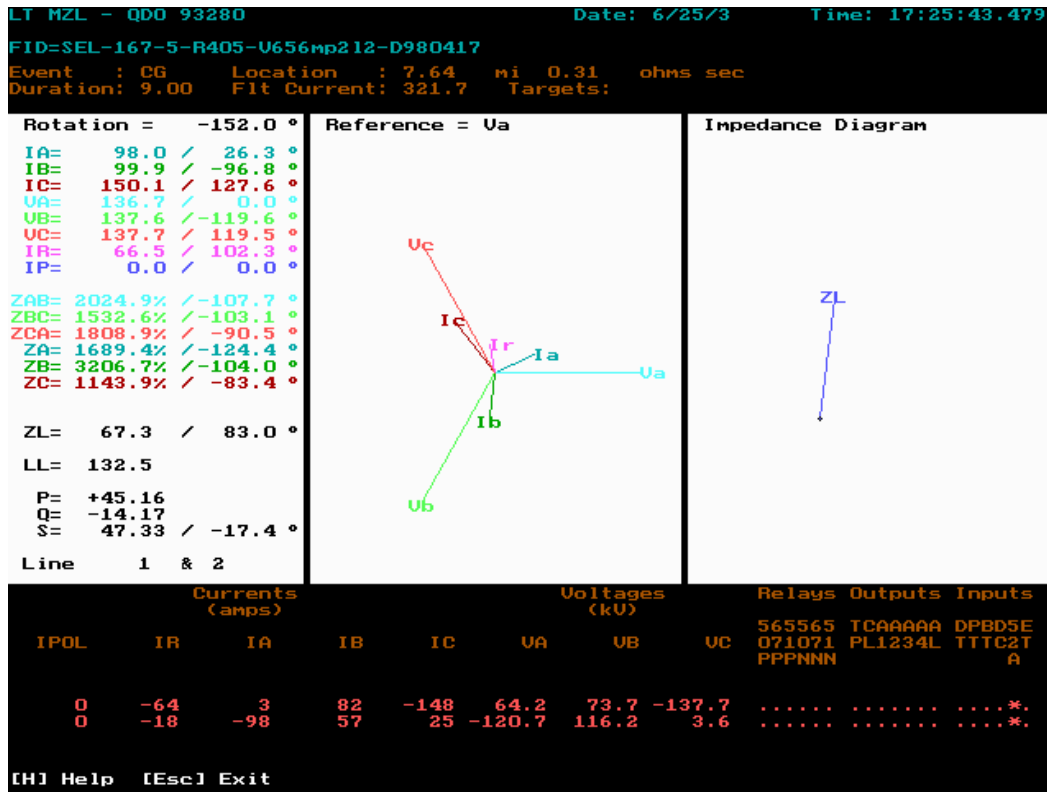 LT MZL - QDO 93280 Date: 6/25/3 Time: 17:25:43.479
FID=SEL-167-5-R405-V656mp2l2-D980417
Event : CG Location : 7.64 mi 0.31 ohms sec
Duration: 9.00 Flt Current: 321.7 Targets:
Rotation = -152.0 °
IA= 98.0 / 26.3 °
IB= 99.9 / -96.8 °
IC= 150.1 / 127.6 °
VA= 136.7 / 0.0 °
VB= 137.6 /-119.6 °
VC= 137.7 / 119.5 °
IR= 66.5 / 102.3 °
IP= 0.0 / 0.0 °
ZAB= 2024.9% /-107.7 °
ZBC= 1532.6% /-103.1 °
ZCA= 1808.9% / -90.5 °
ZA= 1689.4% /-124.4 °
ZB= 3206.7% /-104.0 °
ZC= 1143.9% / -83.4 °
ZL= 67.3 / 83.0 °
LL= 132.5
P= +45.16
Q= -14.17
S= 47.33 / -17.4 °
Line 1 & 2
Reference = Va
Vc
Ic
Ir
Ia
Va
Ib
Vb
Impedance Diagram
ZL
Currents Voltages Relays Outputs Inputs
(amps) (kV)
565565 TCAAAAA DPBD5E
IPOL IR IA IB IC VA VB VC 071071 PL1234L TTTC2T
PPPNNN A
0 -64 3 82 -148 64.2 73.7 -137.7 ...... ....... ....*.
0 -18 -98 57 25 -120.7 116.2 3.6 ...... ....... ....*.
[H] Help [Esc] Exit